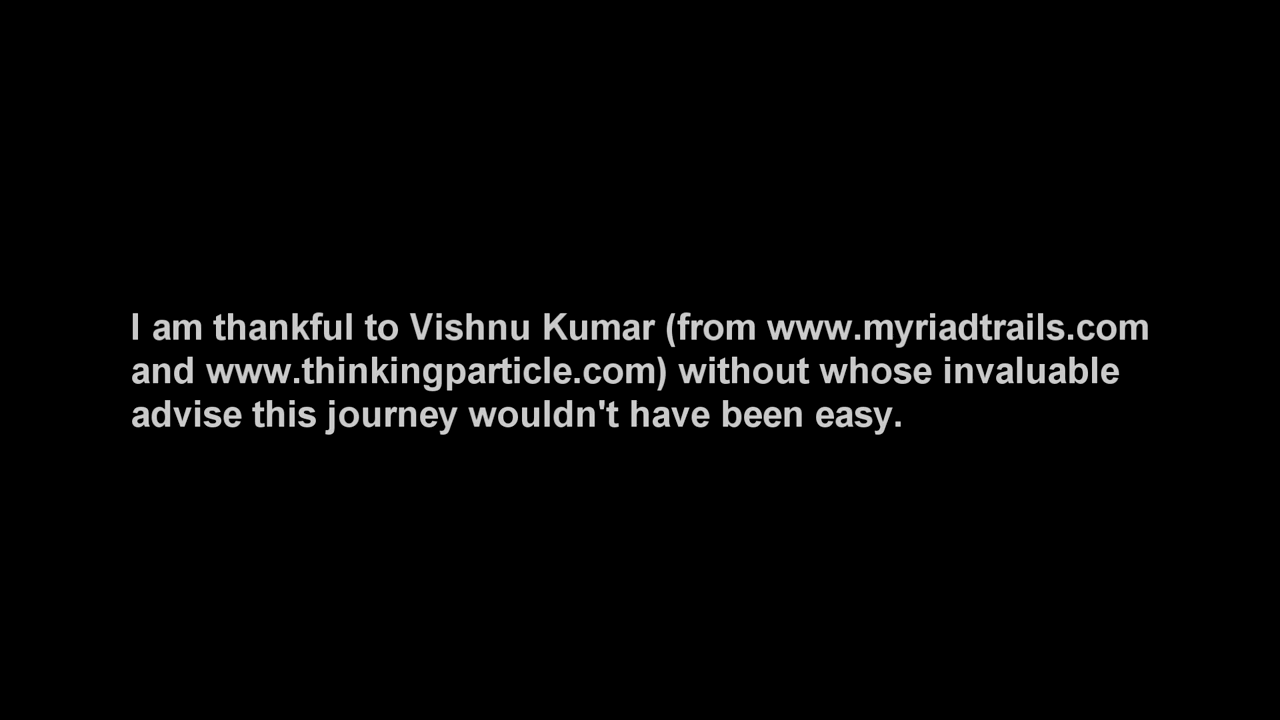 I am thankful to Vishnu Kumar (from www.myriadtrails.com
and www.thinkingparticle.com) without whose invaluable
advise this journey wouldn't have been easy.